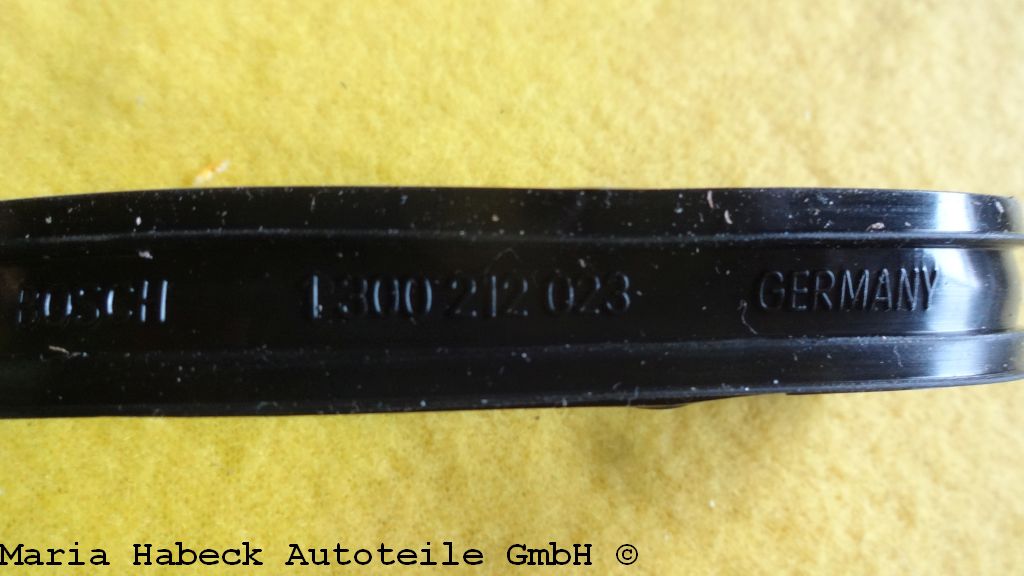 BOSCH 1 300 212 023 GERMANY
Maria Habeck Autoteile GmbH ©